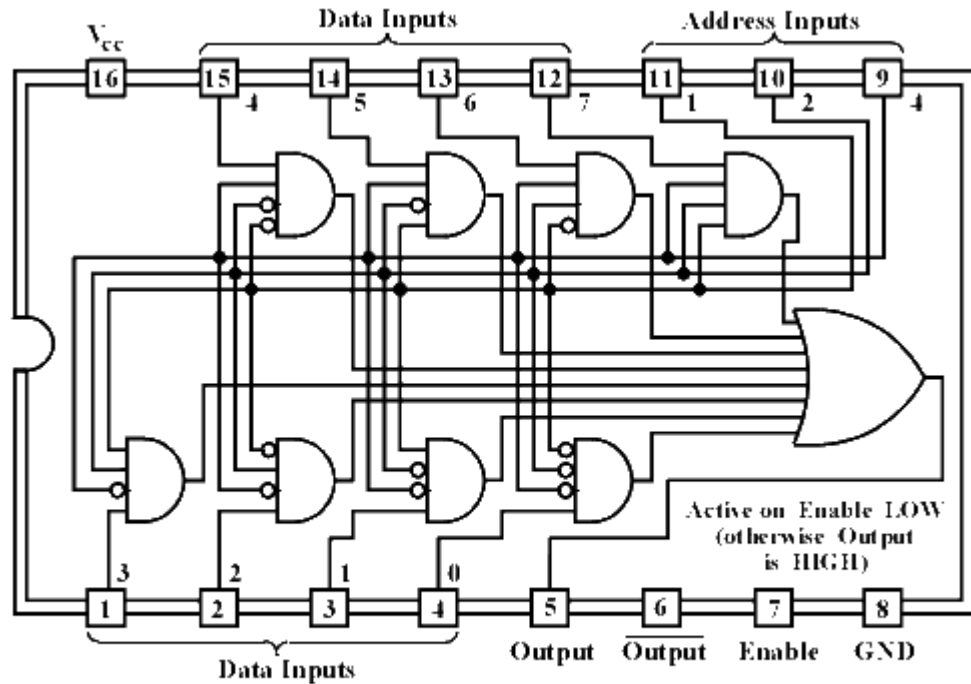 Data Inputs
Address Inputs
Vcc
16 15 14 13 12 11 10 9
4 5 6 7 1 2 4
Active on Enable LOW
(otherwise Output
is HIGH)
3 2 1 0
1 2 3 4 5 6 7 8
Output Output Enable GND
Data Inputs